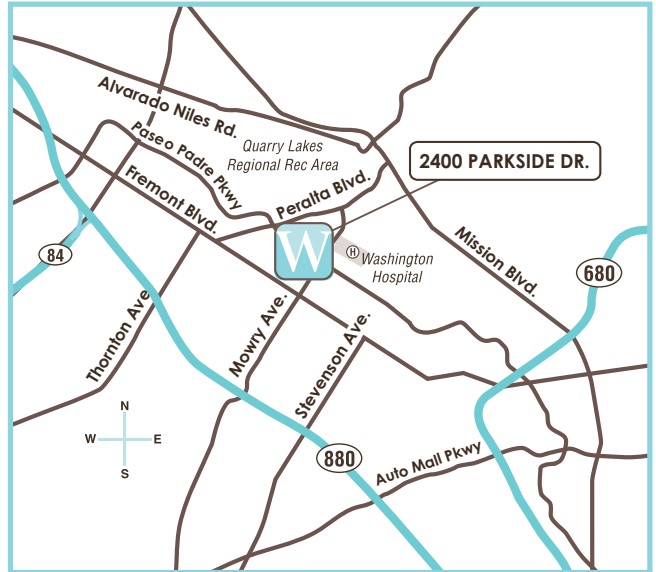 Alvarado Niles Rd.
Paseo Padre Pkwy
Quarry Lakes
Regional Rec Area
2400 PARKSIDE DR.
Fremont Blvd.
Peralta Blvd.
W
H
Washington
Hospital
Mission Blvd.
84
680
Thornton Ave.
Mowry Ave.
Stevenson Ave.
N
W
E
S
880
Auto Mall Pkwy